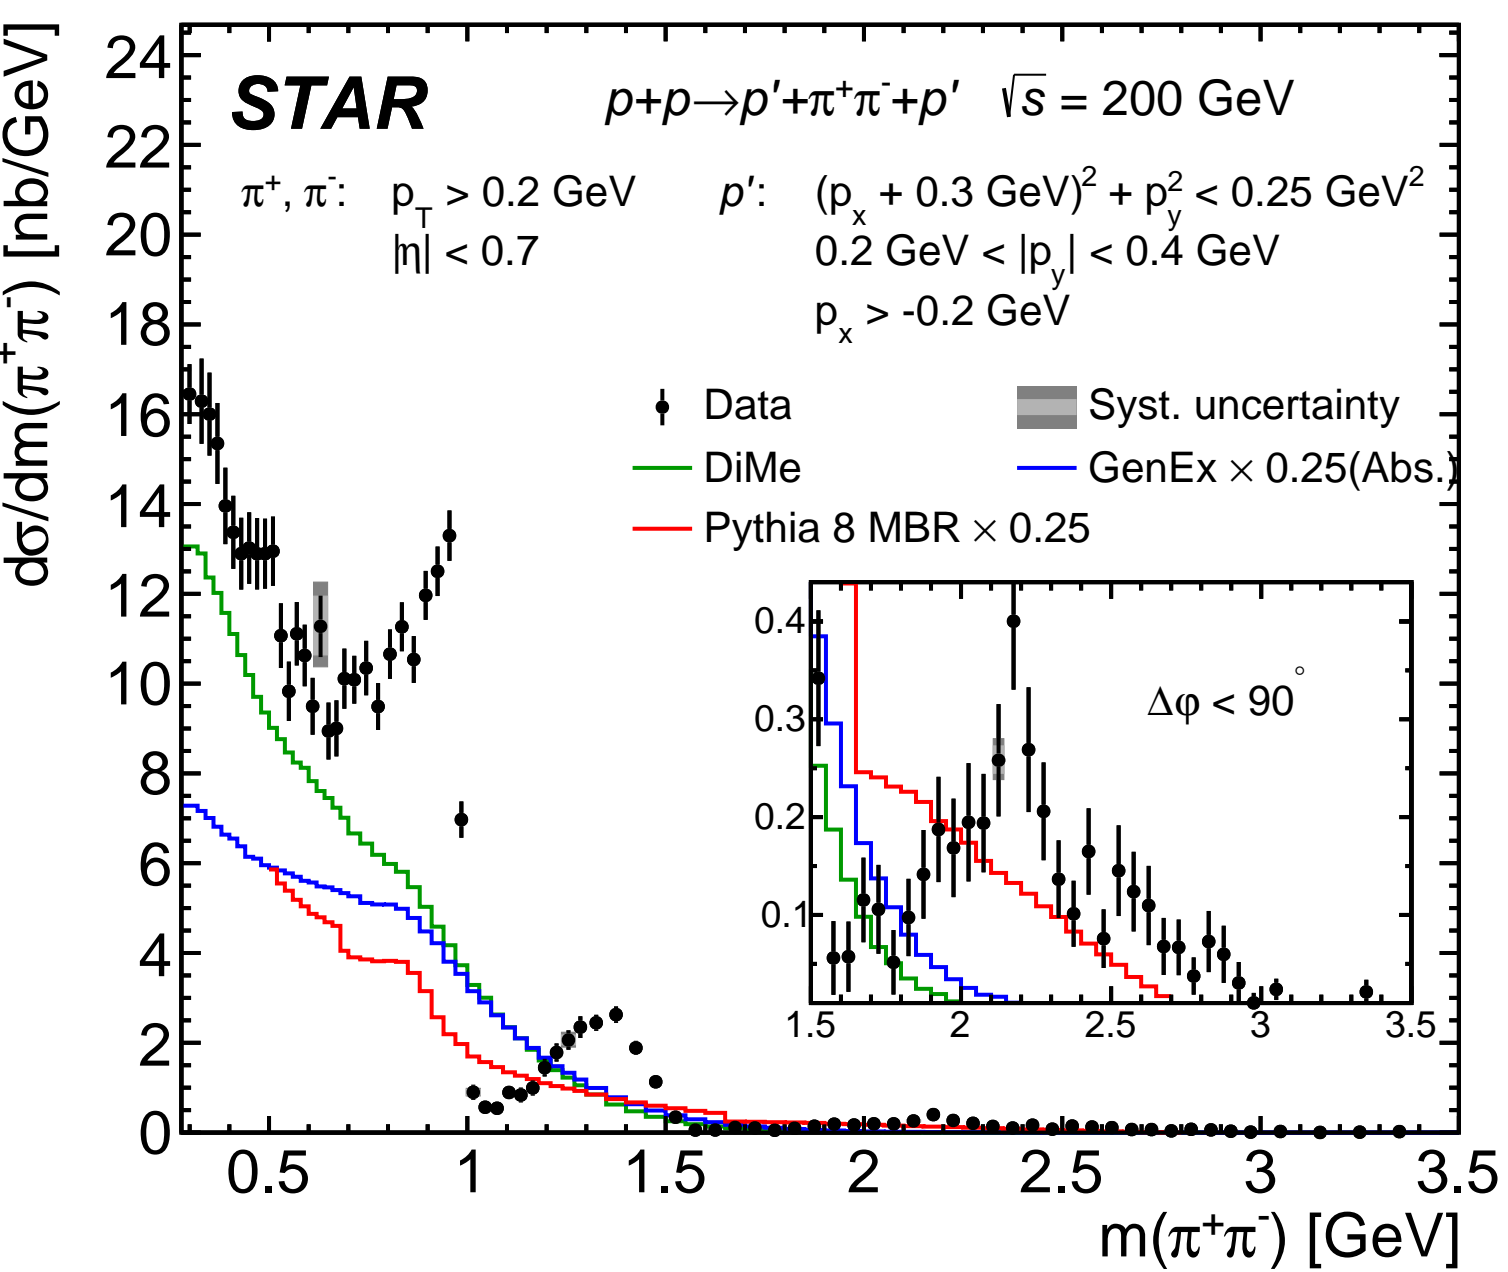 dσ/dm(π⁺π⁻) [nb/GeV]
24
22
20
18
16
14
12
10
8
6
4
2
0
STAR p+p→p′+π⁺π⁻+p′ √s = 200 GeV
π⁺, π⁻: p_T > 0.2 GeV p′: (p_x + 0.3 GeV)² + p_y² < 0.25 GeV²
|η| < 0.7 0.2 GeV < |p_y| < 0.4 GeV
p_x > -0.2 GeV
Data Syst. uncertainty
DiMe GenEx × 0.25(Abs.)
Pythia 8 MBR × 0.25
0.4
0.3
0.2
0.1
Δφ < 90°
1.5 2 2.5 3 3.5
0.5 1 1.5 2 2.5 3 3.5
m(π⁺π⁻) [GeV]